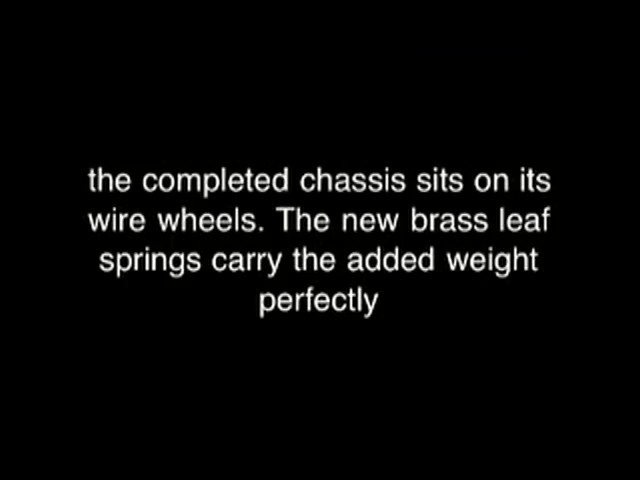 the completed chassis sits on its
wire wheels. The new brass leaf
springs carry the added weight
perfectly